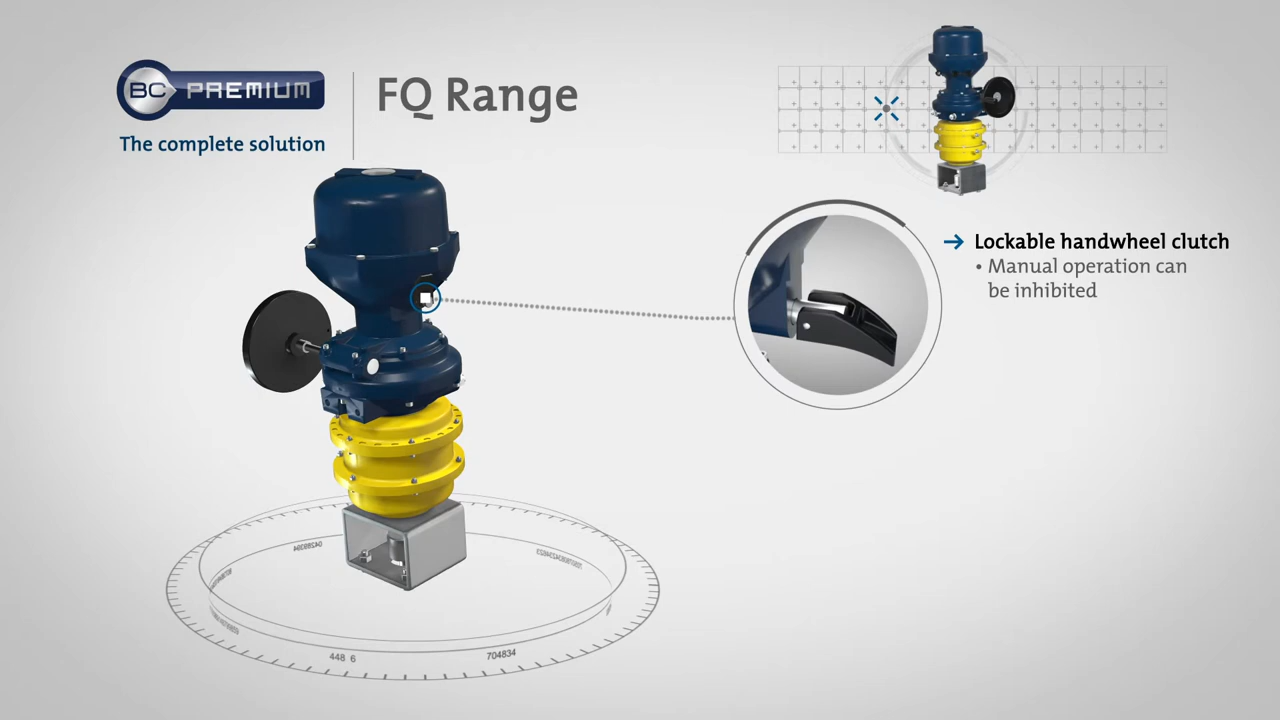 BC PREMIUM
The complete solution
FQ Range
Lockable handwheel clutch
• Manual operation can
be inhibited
448 6
704834